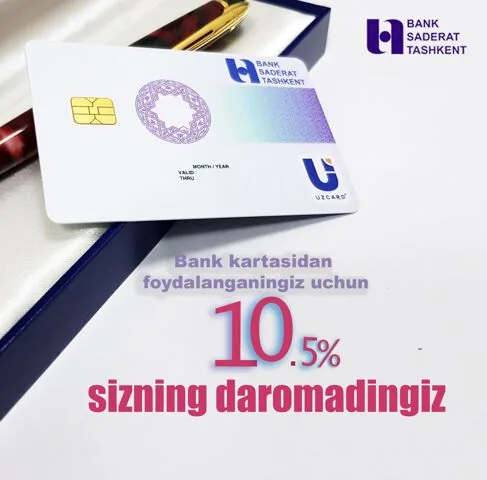 BANK
SADERAT
TASHKENT
BANK
SADERAT
TASHKENT
MONTH / YEAR
VALID
THRU
UZCARD
Bank kartasidan
foydalanganingiz uchun
10.5%
sizning daromadingiz